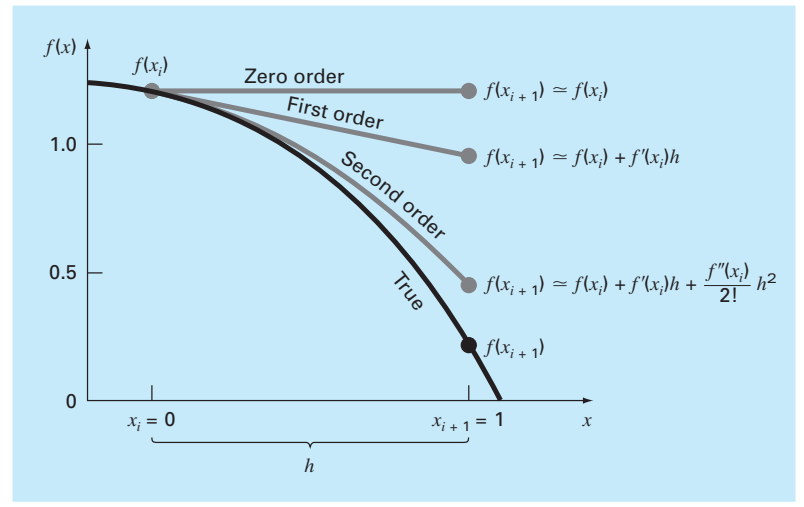 f(x)
f(xᵢ)
Zero order
f(xᵢ ₊ ₁) ≃ f(xᵢ)
First order
1.0
f(xᵢ ₊ ₁) ≃ f(xᵢ) + f′(xᵢ)h
Second order
0.5
True
f(xᵢ ₊ ₁) ≃ f(xᵢ) + f′(xᵢ)h + f″(xᵢ)/2! h²
f(xᵢ ₊ ₁)
0
xᵢ = 0
xᵢ ₊ ₁ = 1
x
h